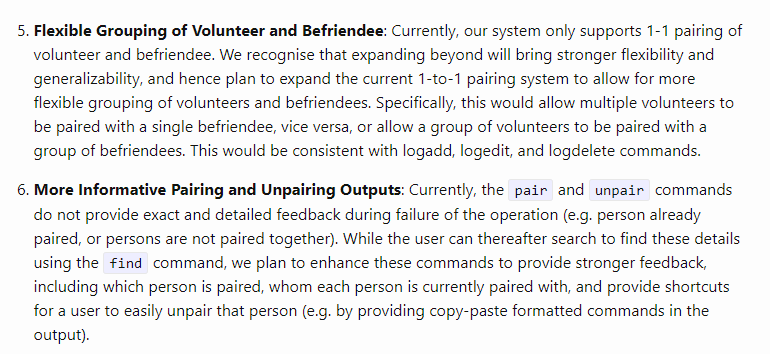 5. Flexible Grouping of Volunteer and Befriendee: Currently, our system only supports 1-1 pairing of
volunteer and befriendee. We recognise that expanding beyond will bring stronger flexibility and
generalizability, and hence plan to expand the current 1-to-1 pairing system to allow for more
flexible grouping of volunteers and befriendees. Specifically, this would allow multiple volunteers to
be paired with a single befriendee, vice versa, or allow a group of volunteers to be paired with a
group of befriendees. This would be consistent with logadd, logedit, and logdelete commands.
6. More Informative Pairing and Unpairing Outputs: Currently, the pair and unpair commands
do not provide exact and detailed feedback during failure of the operation (e.g. person already
paired, or persons are not paired together). While the user can thereafter search to find these details
using the find command, we plan to enhance these commands to provide stronger feedback,
including which person is paired, whom each person is currently paired with, and provide shortcuts
for a user to easily unpair that person (e.g. by providing copy-paste formatted commands in the
output).